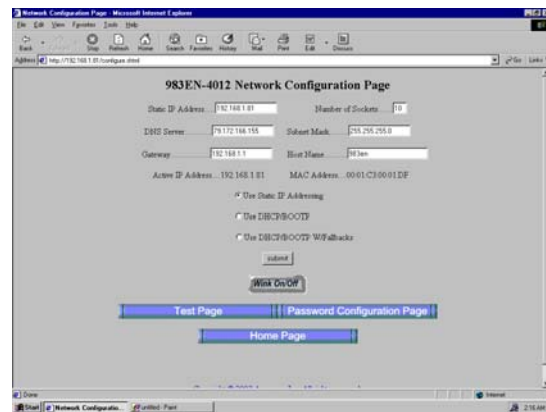 Network Configuration Page - Microsoft Internet Explorer
File Edit View Favorites Tools Help
Back Stop Refresh Home Search Favorites History Mail Print Edit Discuss
Address http://192.168.1.81/configure.shtml Go Links
983EN-4012 Network Configuration Page
Static IP Address 192.168.1.81 Number of Sockets 10
DNS Server 79.172.166.155 Subnet Mask 255.255.255.0
Gateway 192.168.1.1 Host Name 983en
Active IP Address 192.168.1.81 MAC Address 00:01:C3:00:01:DF
Use Static IP Addressing
Use DHCP/BOOTP
Use DHCP/BOOTP W/Fallbacks
submit
Wink On/Off
Test Page Password Configuration Page
Home Page
Done Internet
Start Network Configuratio... untitled - Paint 2:16 AM